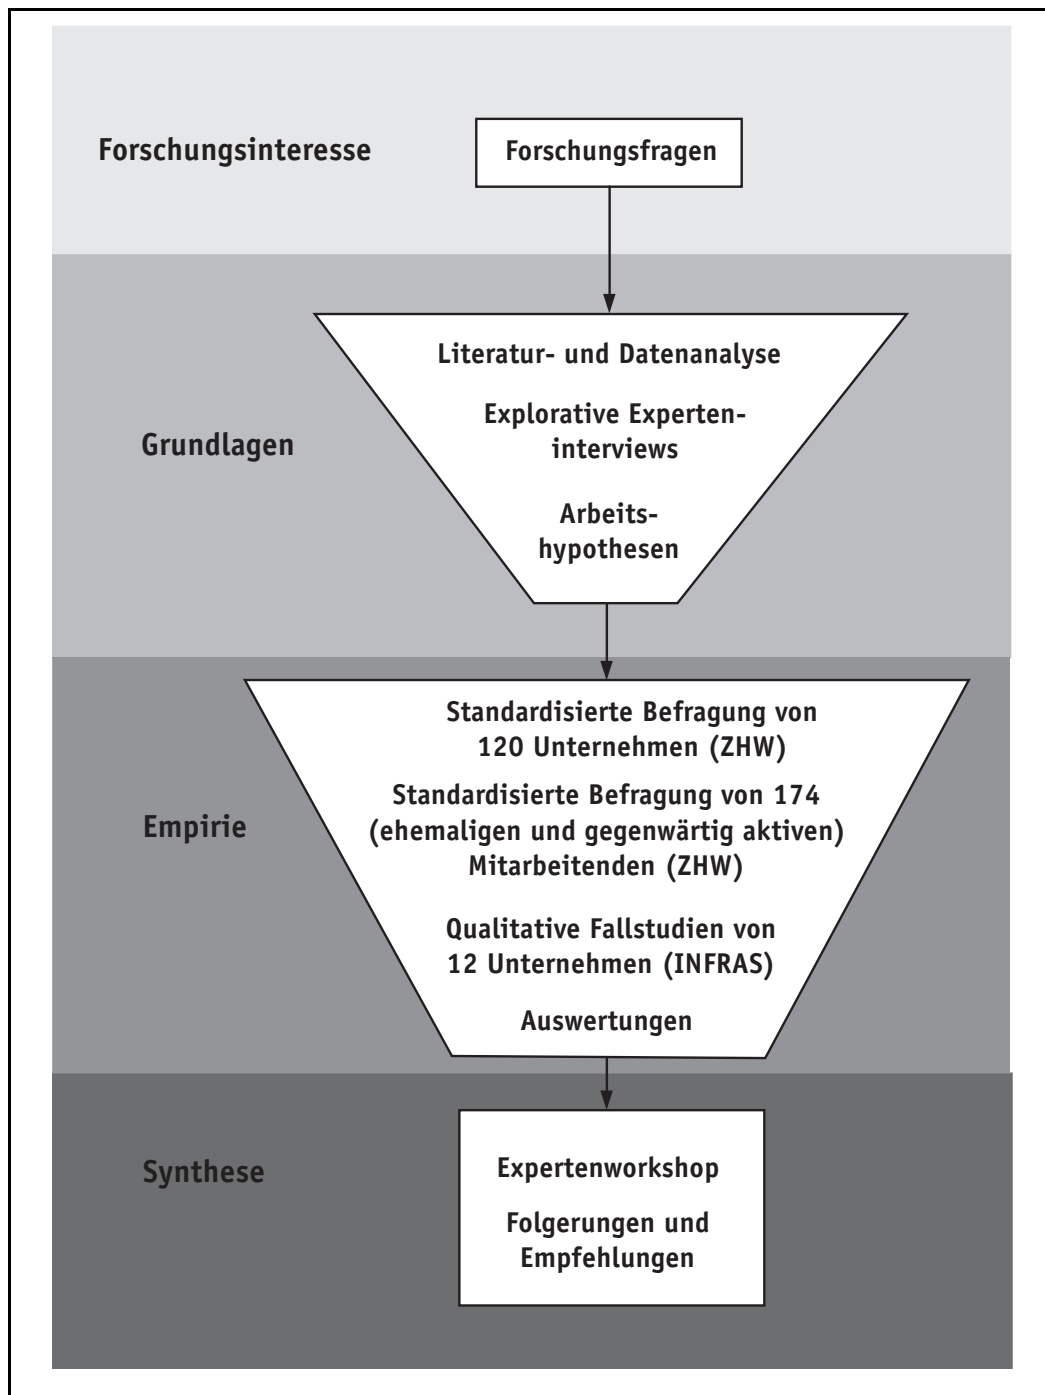 Forschungsinteresse
Forschungsfragen
Grundlagen
Literatur- und Datenanalyse
Explorative Experten-
interviews
Arbeits-
hypothesen
Empirie
Standardisierte Befragung von
120 Unternehmen (ZHW)
Standardisierte Befragung von 174
(ehemaligen und gegenwärtig aktiven)
Mitarbeitenden (ZHW)
Qualitative Fallstudien von
12 Unternehmen (INFRAS)
Auswertungen
Synthese
Expertenworkshop
Folgerungen und
Empfehlungen